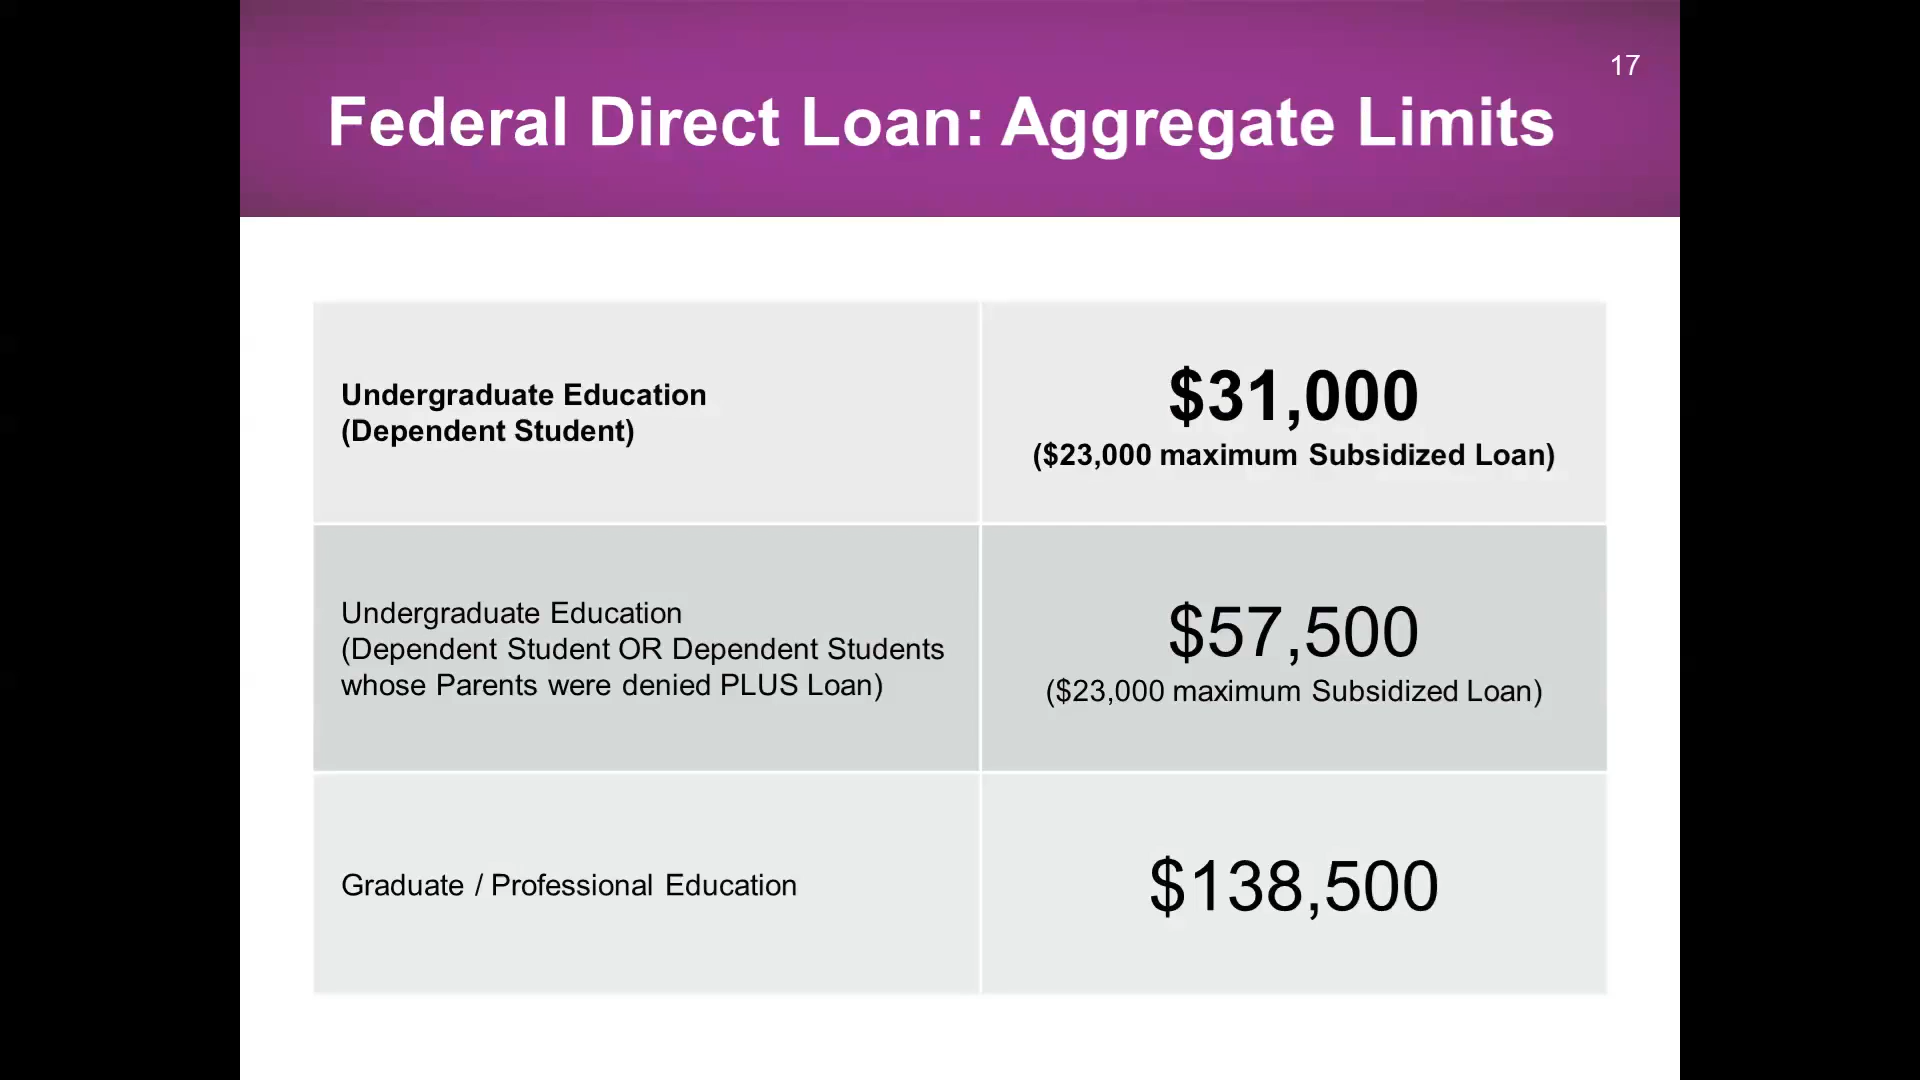 17
Federal Direct Loan: Aggregate Limits
Undergraduate Education
(Dependent Student)
$31,000
($23,000 maximum Subsidized Loan)
Undergraduate Education
(Dependent Student OR Dependent Students
whose Parents were denied PLUS Loan)
$57,500
($23,000 maximum Subsidized Loan)
Graduate / Professional Education
$138,500